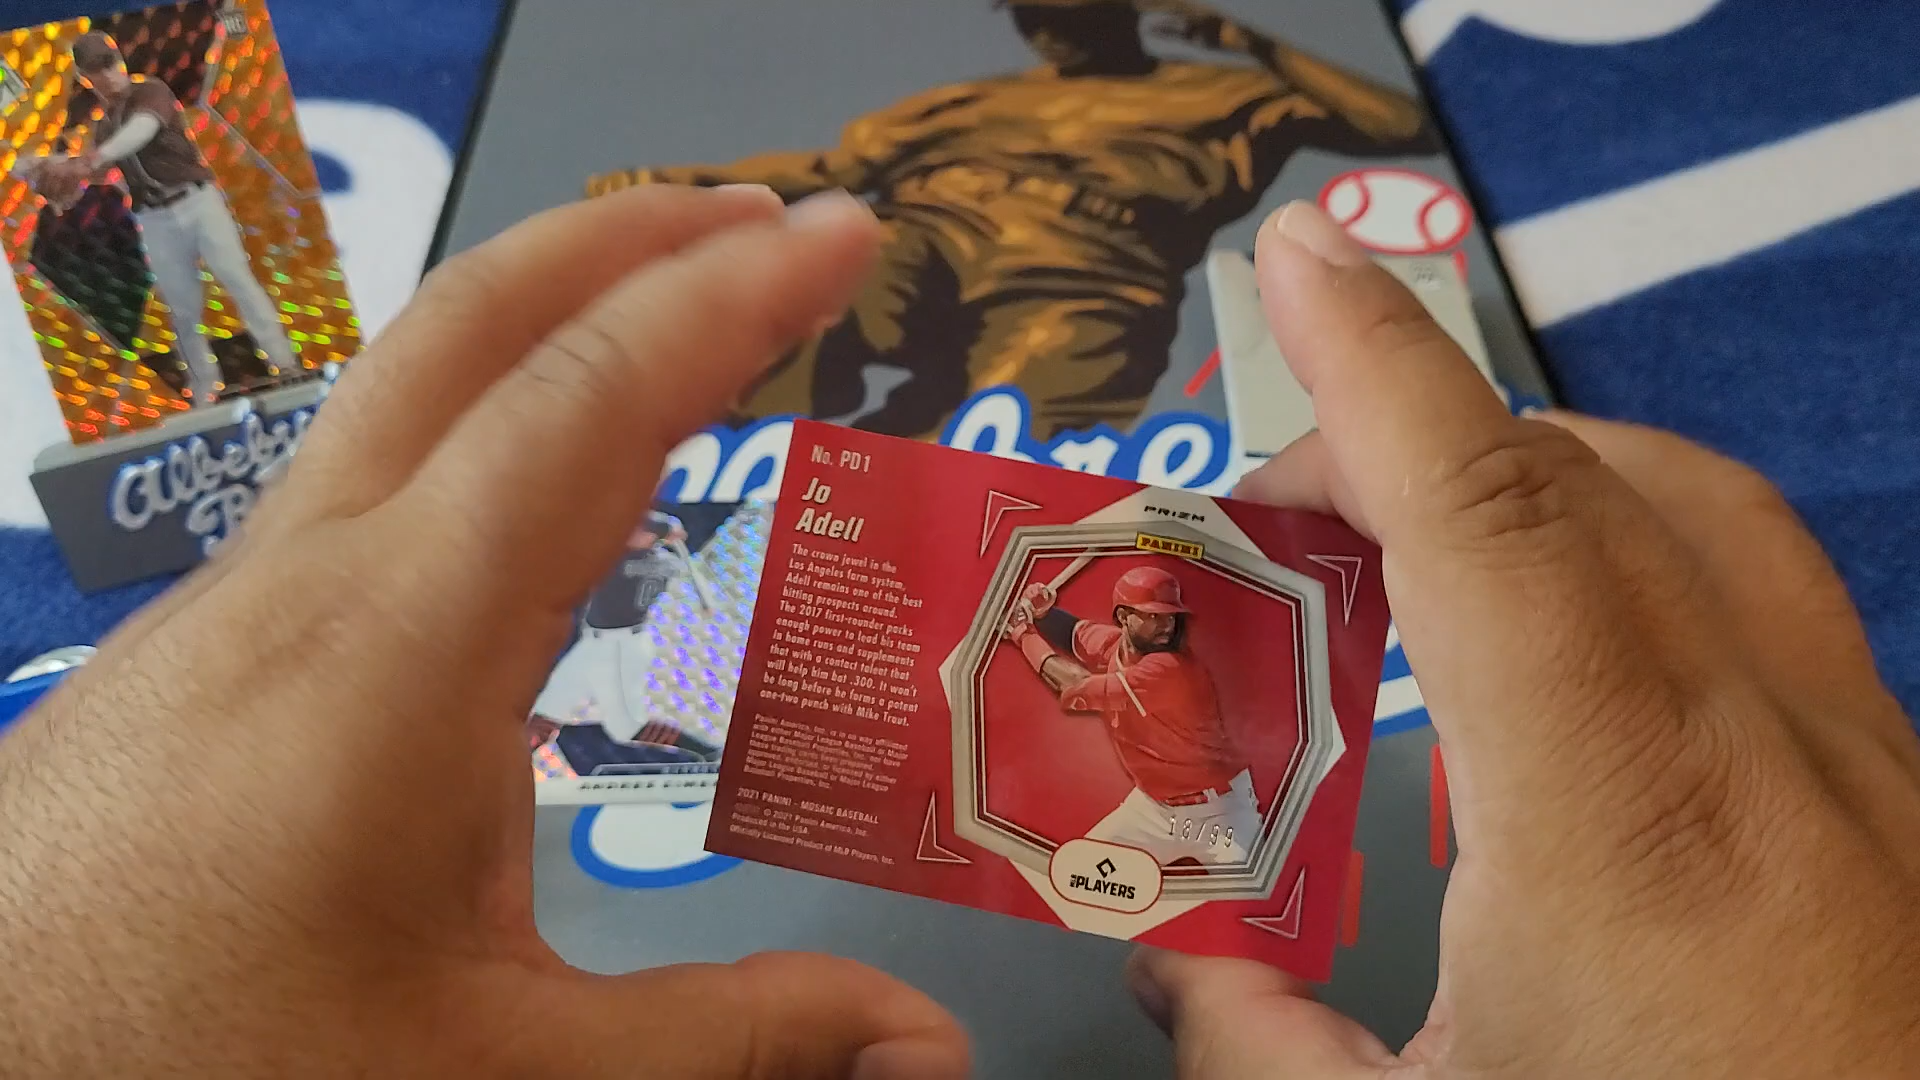 No. PD1
Jo
Adell
The crown jewel in the
Los Angeles farm system,
Adell remains one of the best
hitting prospects around.
The 2017 first-rounder packs
enough power to lead his team
in home runs and supplements
that with a contact talent that
will help him bat .300. It won't
be long before he forms a potent
one-two punch with Mike Trout.
Panini America, Inc. is in no way affiliated
with either Major League Baseball or Major
League Baseball Properties, Inc. nor have
these trading cards been prepared,
approved, endorsed, or licensed by either
Major League Baseball or Major League
Baseball Properties, Inc.
2021 PANINI - MOSAIC BASEBALL
© 2021 Panini America, Inc.
Produced in the USA.
Officially Licensed Product of MLB Players, Inc.
PRIZM
PANINI
18/99
PLAYERS
RC